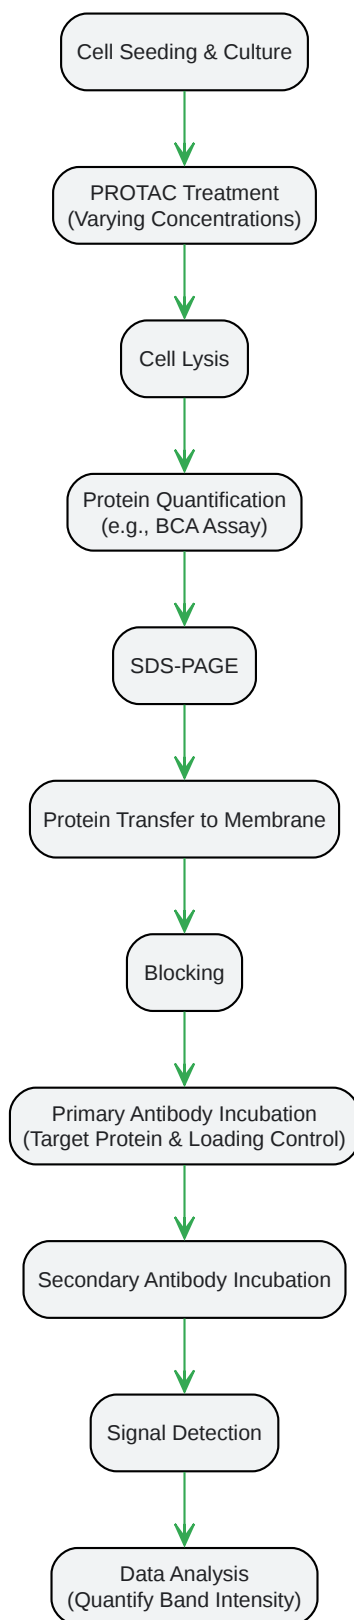 Cell Seeding & Culture
PROTAC Treatment
(Varying Concentrations)
Cell Lysis
Protein Quantification
(e.g., BCA Assay)
SDS-PAGE
Protein Transfer to Membrane
Blocking
Primary Antibody Incubation
(Target Protein & Loading Control)
Secondary Antibody Incubation
Signal Detection
Data Analysis
(Quantify Band Intensity)